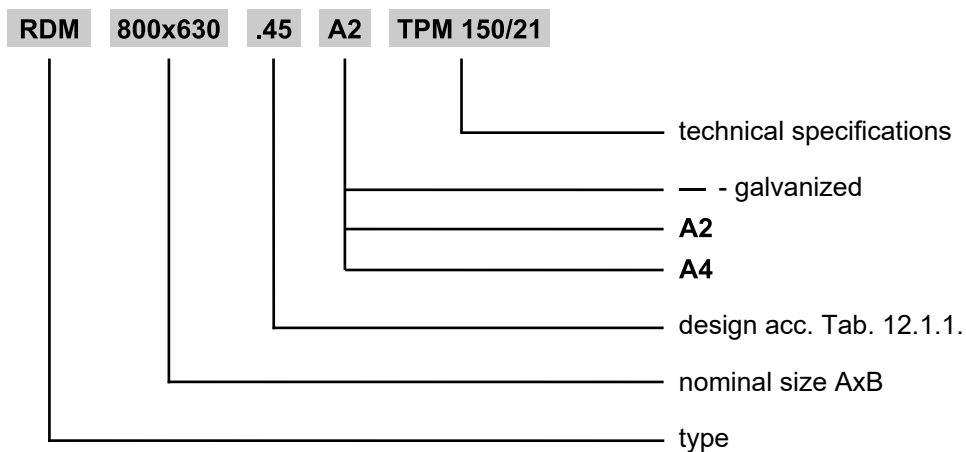 RDM 800x630 .45 A2 TPM 150/21
technical specifications
— - galvanized
A2
A4
design acc. Tab. 12.1.1.
nominal size AxB
type